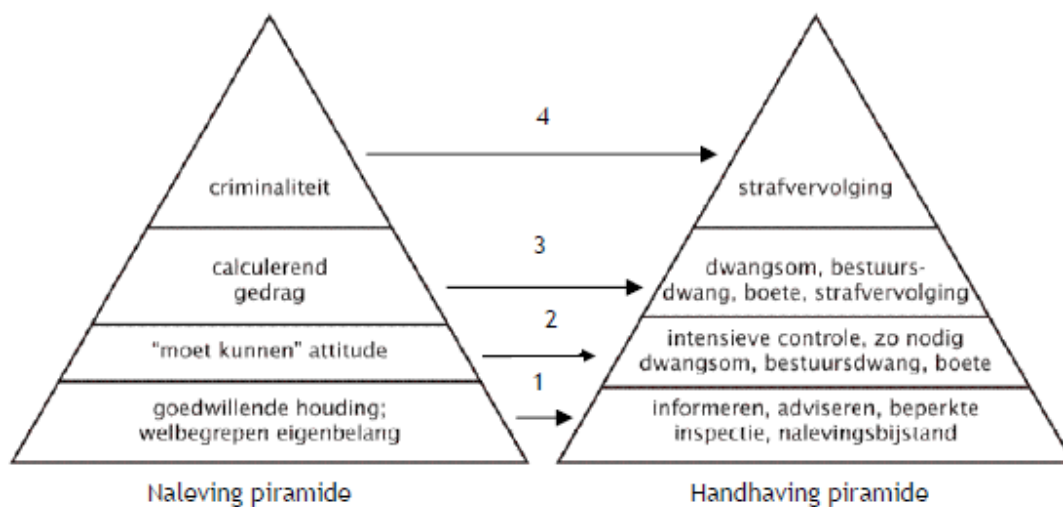 4
criminaliteit
strafvervolging
3
calculerend
gedrag
dwangsom, bestuurs-
dwang, boete, strafvervolging
2
"moet kunnen" attitude
intensieve controle, zo nodig
dwangsom, bestuursdwang, boete
1
goedwillende houding;
welbegrepen eigenbelang
informeren, adviseren, beperkte
inspectie, nalevingsbijstand
Naleving piramide
Handhaving piramide